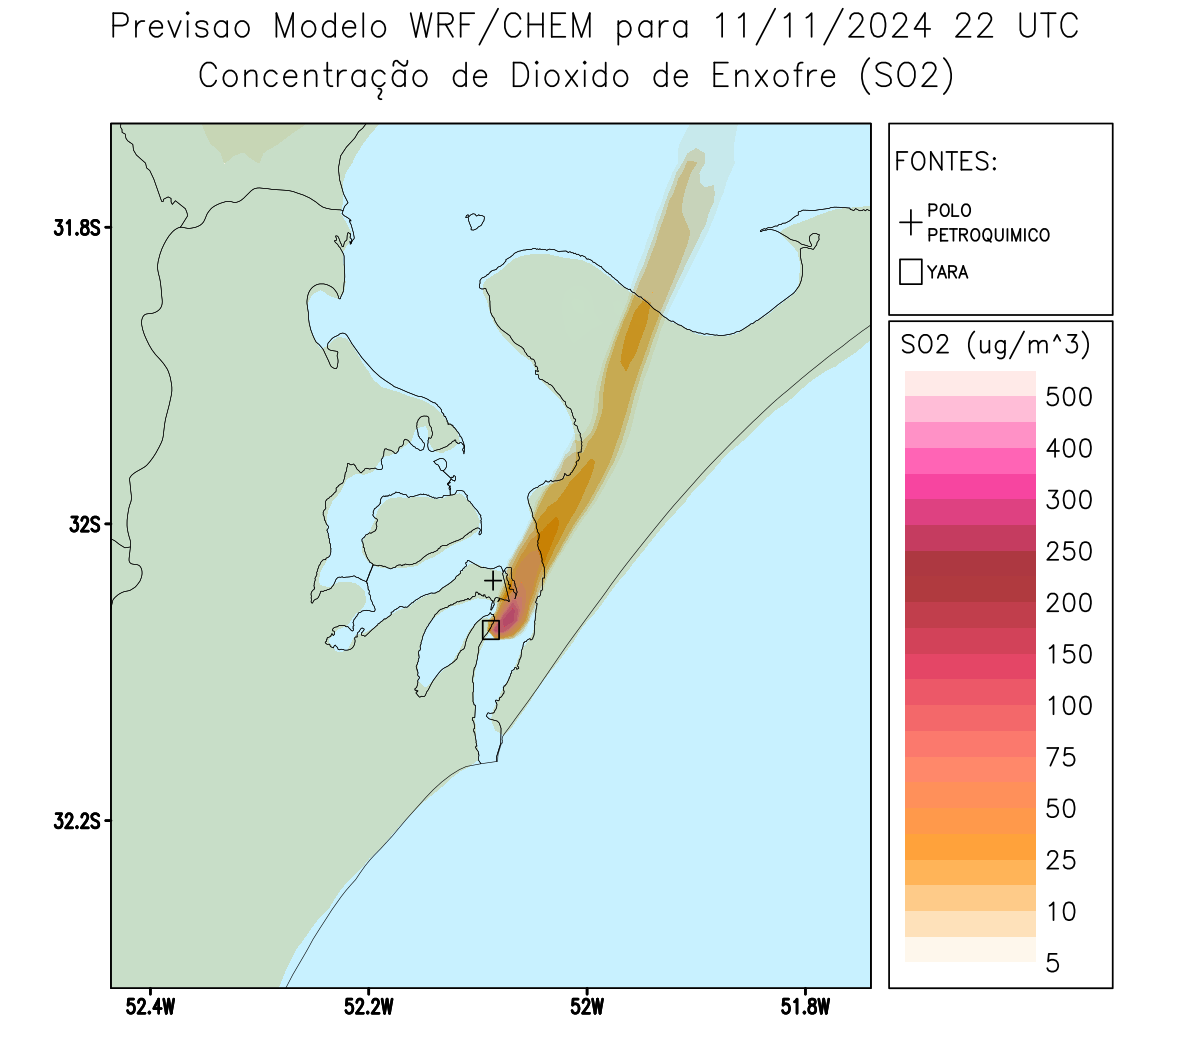 Previsao Modelo WRF/CHEM para 11/11/2024 22 UTC
Concentração de Dioxido de Enxofre (SO2)
FONTES:
POLO
PETROQUIMICO
YARA
SO2 (ug/m^3)
500
400
300
250
200
150
100
75
50
25
10
5
31.8S
32S
32.2S
52.4W
52.2W
52W
51.8W